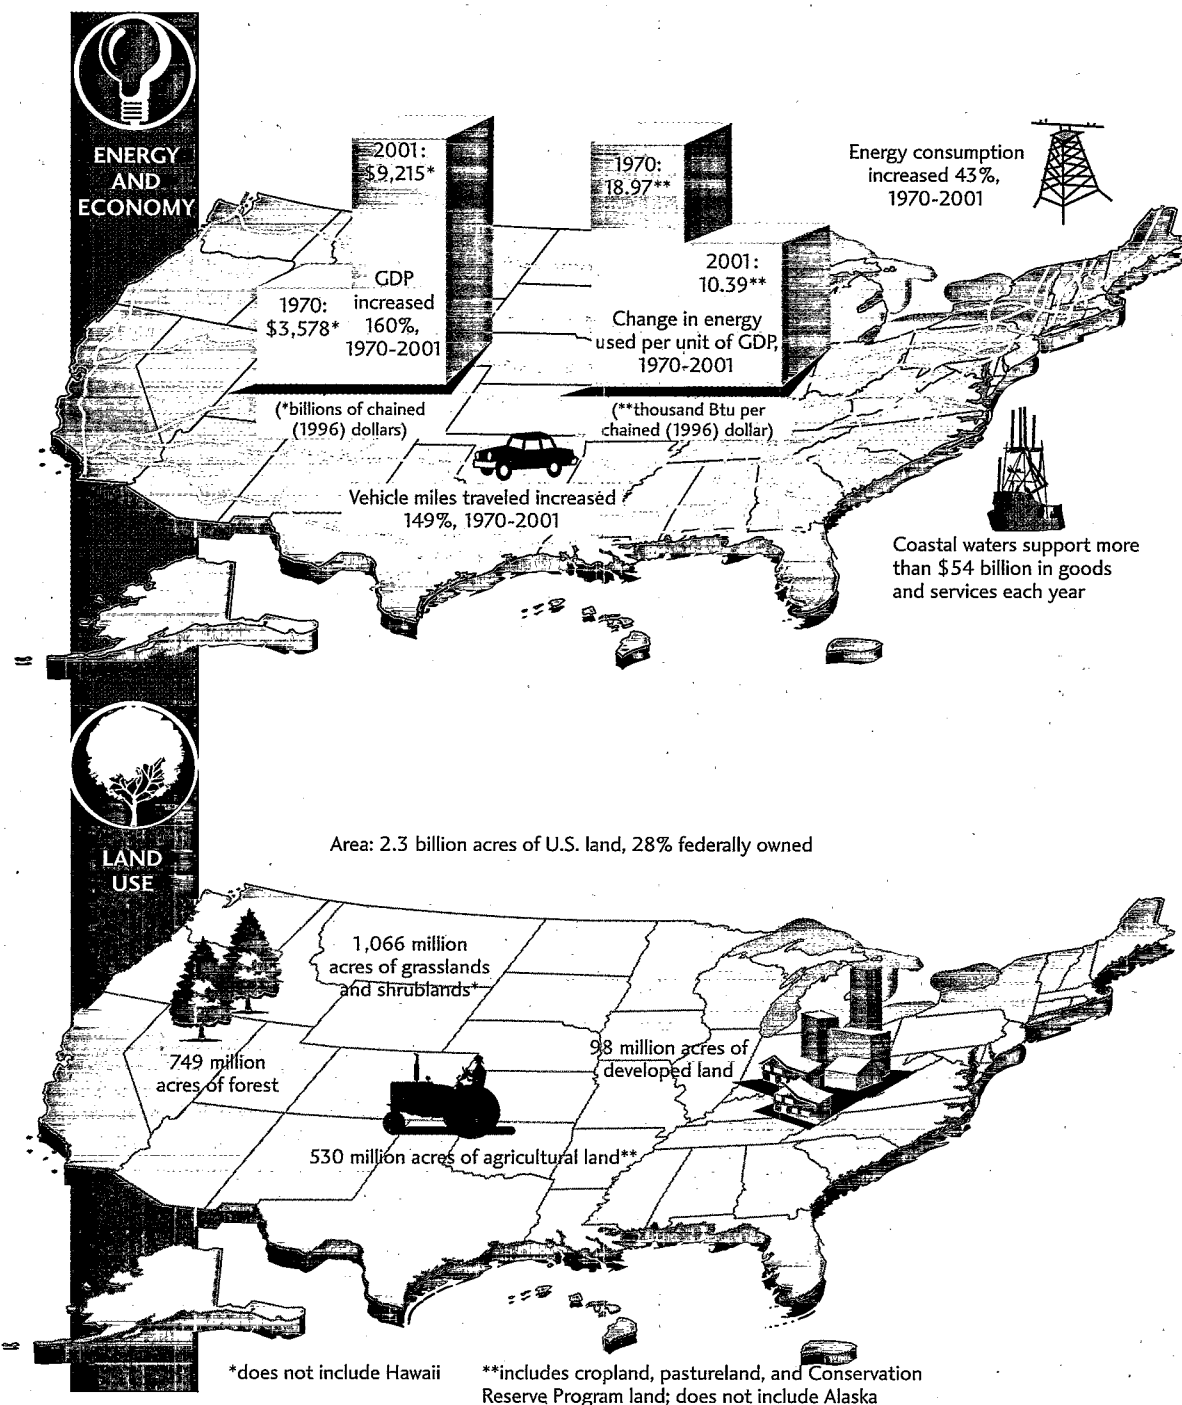 ENERGY
AND
ECONOMY
2001:
$9,215*
1970:
$3,578*
GDP
increased
160%,
1970-2001
(*billions of chained
(1996) dollars)
1970:
18.97**
2001:
10.39**
Change in energy
used per unit of GDP,
1970-2001
(**thousand Btu per
chained (1996) dollar)
Energy consumption
increased 43%,
1970-2001
Vehicle miles traveled increased
149%, 1970-2001
Coastal waters support more
than $54 billion in goods
and services each year
LAND
USE
Area: 2.3 billion acres of U.S. land, 28% federally owned
1,066 million
acres of grasslands
and shrublands*
749 million
acres of forest
98 million acres of
developed land
530 million acres of agricultural land**
*does not include Hawaii
**includes cropland, pastureland, and Conservation
Reserve Program land; does not include Alaska